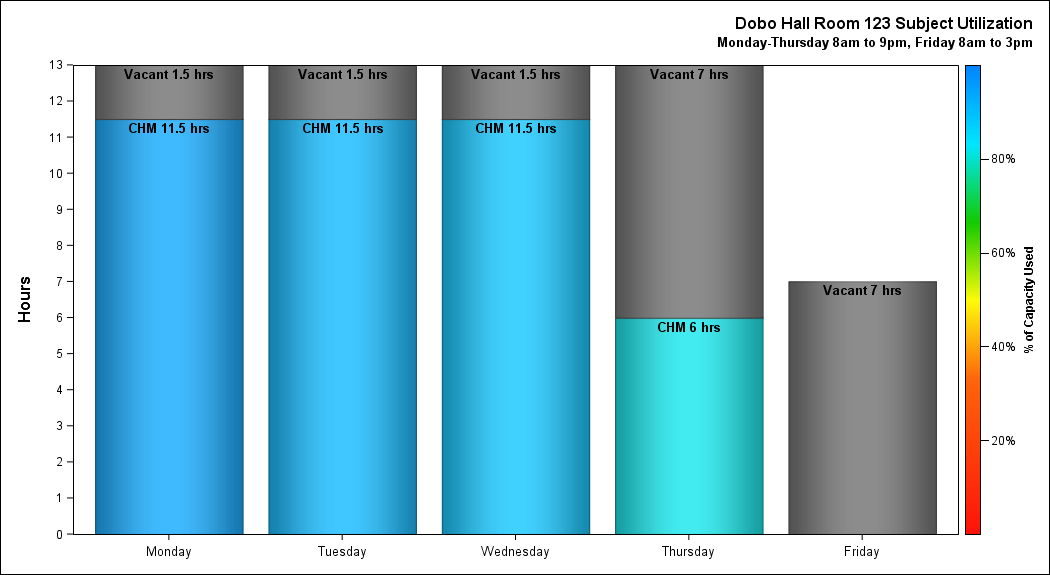 Dobo Hall Room 123 Subject Utilization
Monday-Thursday 8am to 9pm, Friday 8am to 3pm
Hours
13
12
11
10
9
8
7
6
5
4
3
2
1
0
Vacant 1.5 hrs
CHM 11.5 hrs
Vacant 1.5 hrs
CHM 11.5 hrs
Vacant 1.5 hrs
CHM 11.5 hrs
Vacant 7 hrs
CHM 6 hrs
Vacant 7 hrs
Monday
Tuesday
Wednesday
Thursday
Friday
80%
60%
40%
20%
% of Capacity Used